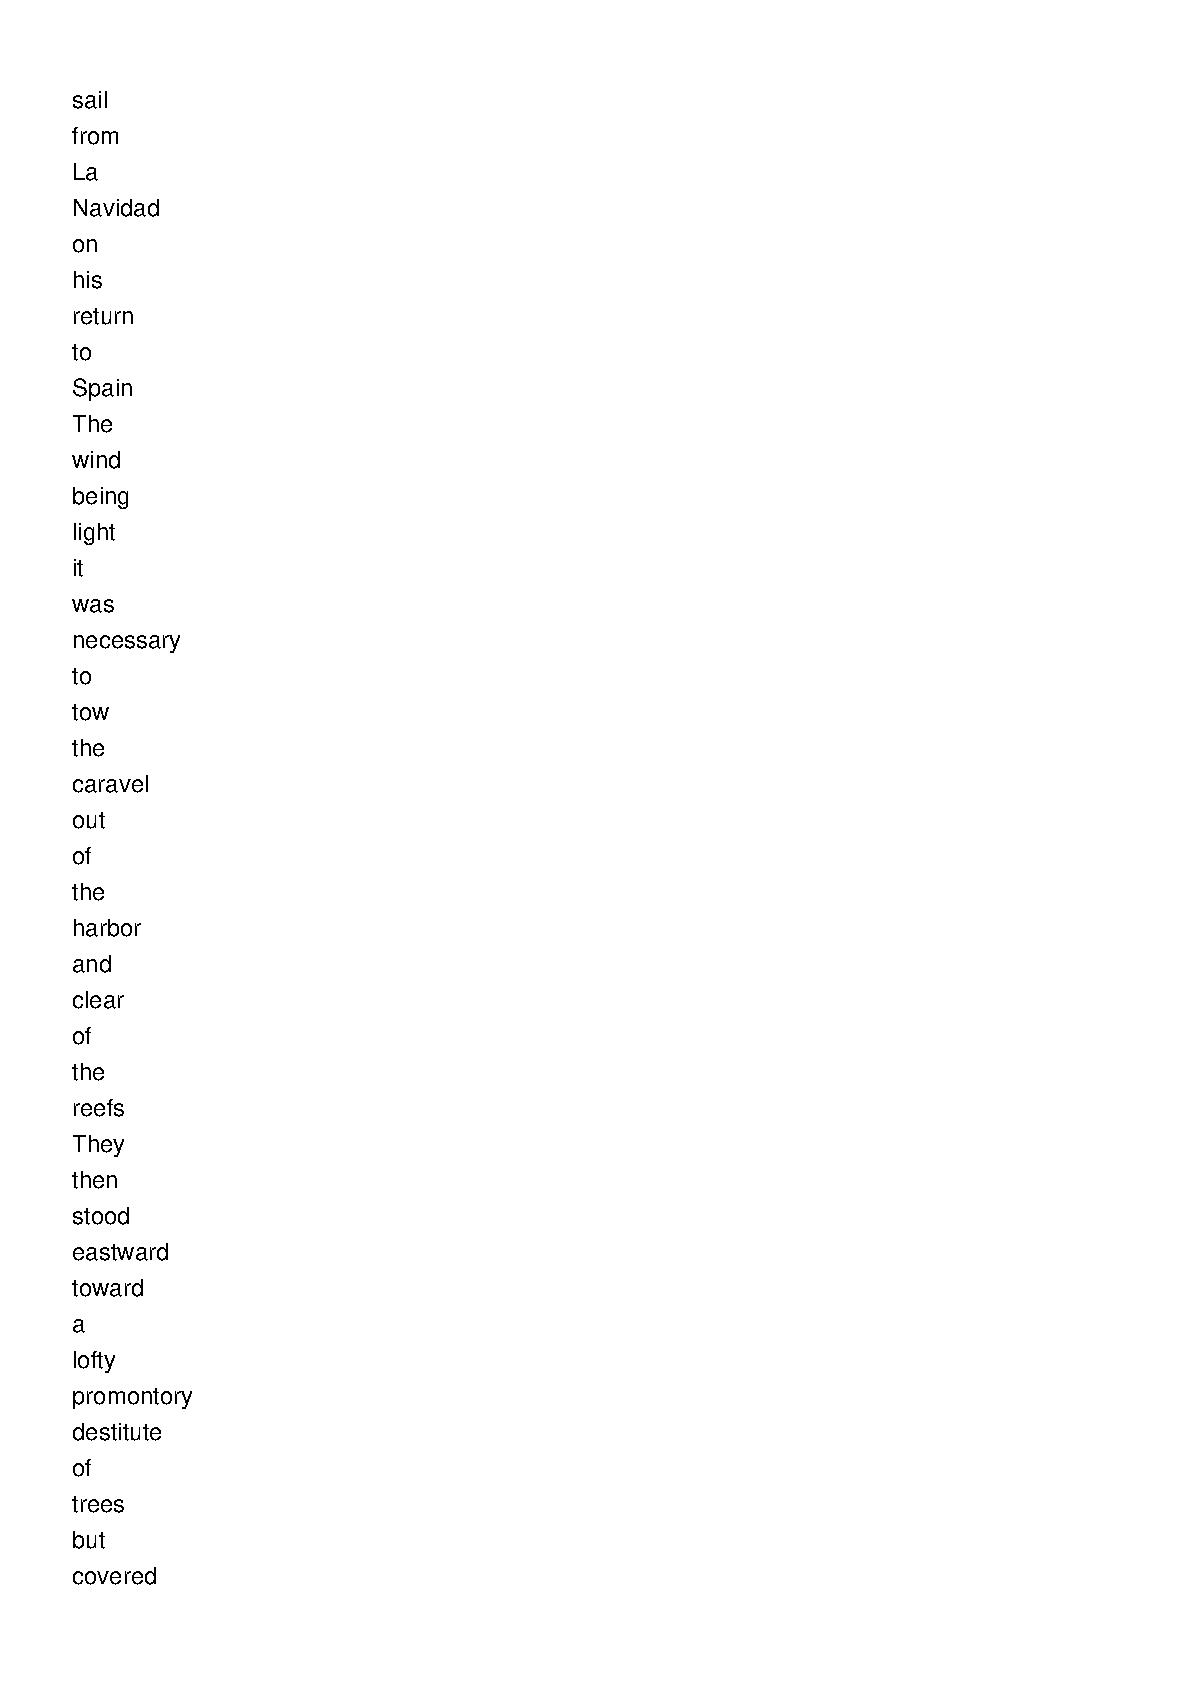 sail
from
La
Navidad
on
his
return
to
Spain
The
wind
being
light
it
was
necessary
to
tow
the
caravel
out
of
the
harbor
and
clear
of
the
reefs
They
then
stood
eastward
toward
a
lofty
promontory
destitute
of
trees
but
covered